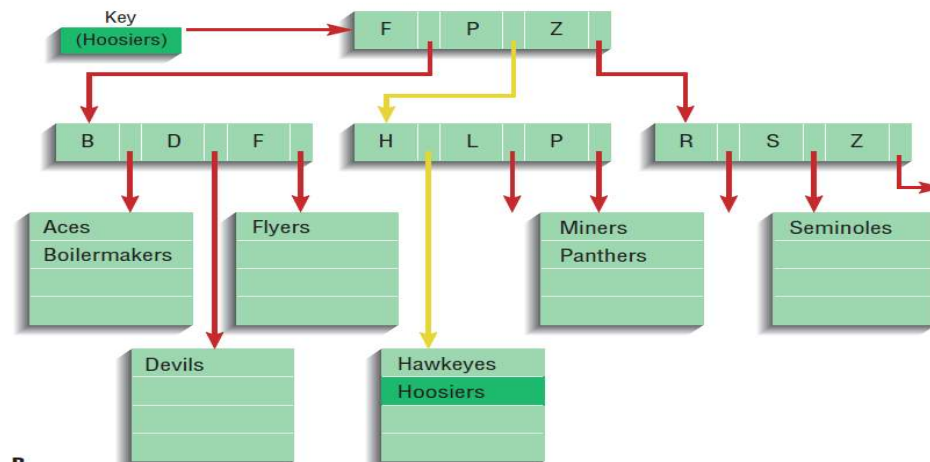 Key
(Hoosiers)
F P Z
B D F
H L P
R S Z
Aces
Boilermakers
Flyers
Miners
Panthers
Seminoles
Devils
Hawkeyes
Hoosiers